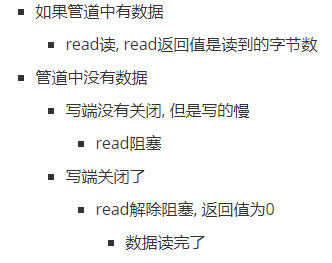 如果管道中有数据
read读, read返回值是读到的字节数
管道中没有数据
写端没有关闭, 但是写的慢
read阻塞
写端关闭了
read解除阻塞, 返回值为0
数据读完了